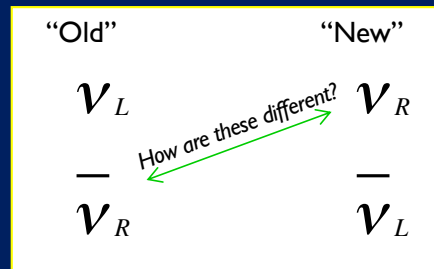 “Old” “New”
ν_L ν_R
How are these different?
ν̅_R ν̅_L